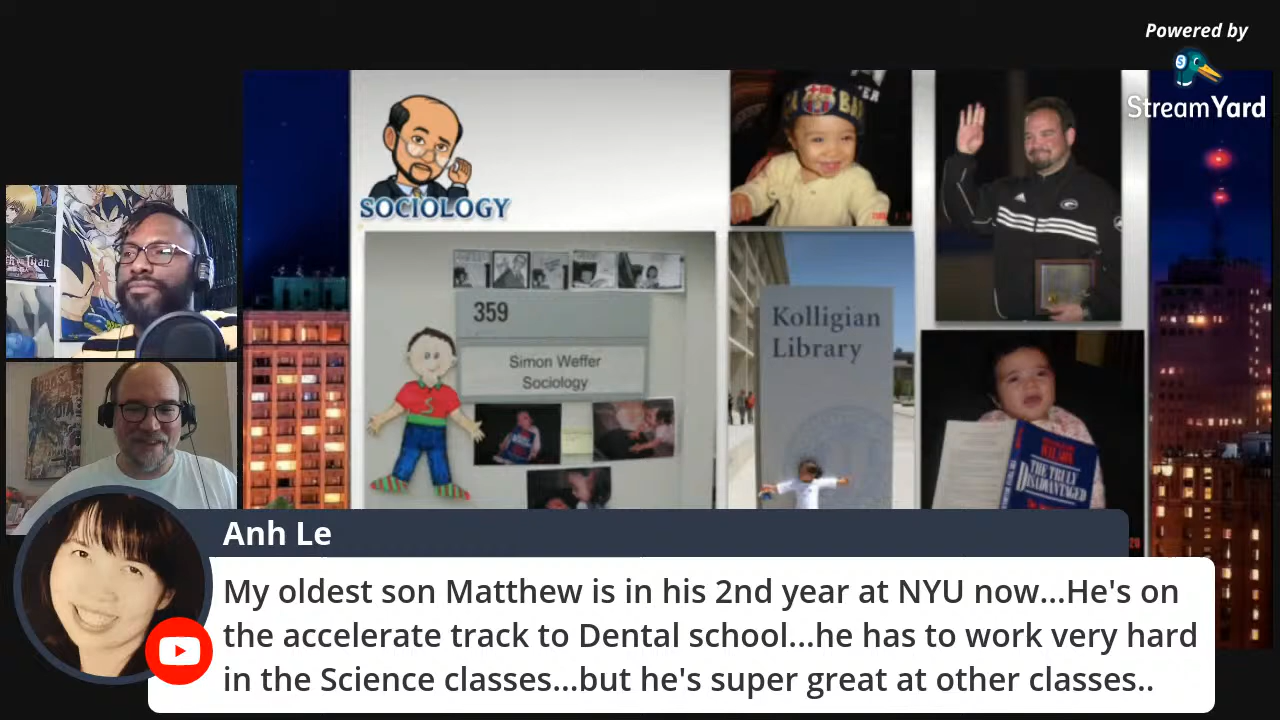 Powered by
StreamYard
SOCIOLOGY
359
Simon Weffer
Sociology
Kolligian
Library
WILSON
THE TRULY
DISADVANTAGED
Anh Le
My oldest son Matthew is in his 2nd year at NYU now...He's on
the accelerate track to Dental school...he has to work very hard
in the Science classes...but he's super great at other classes..